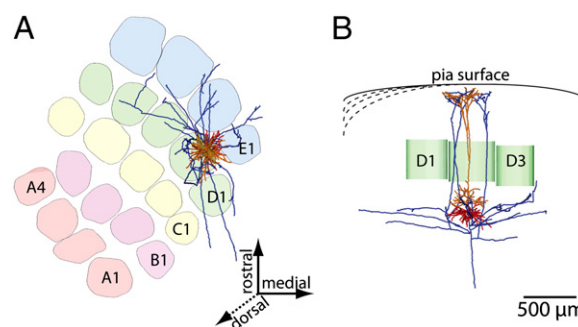 A
B
pia surface
E1
D1
D3
A4
D1
C1
B1
A1
rostral
medial
dorsal
500 μm